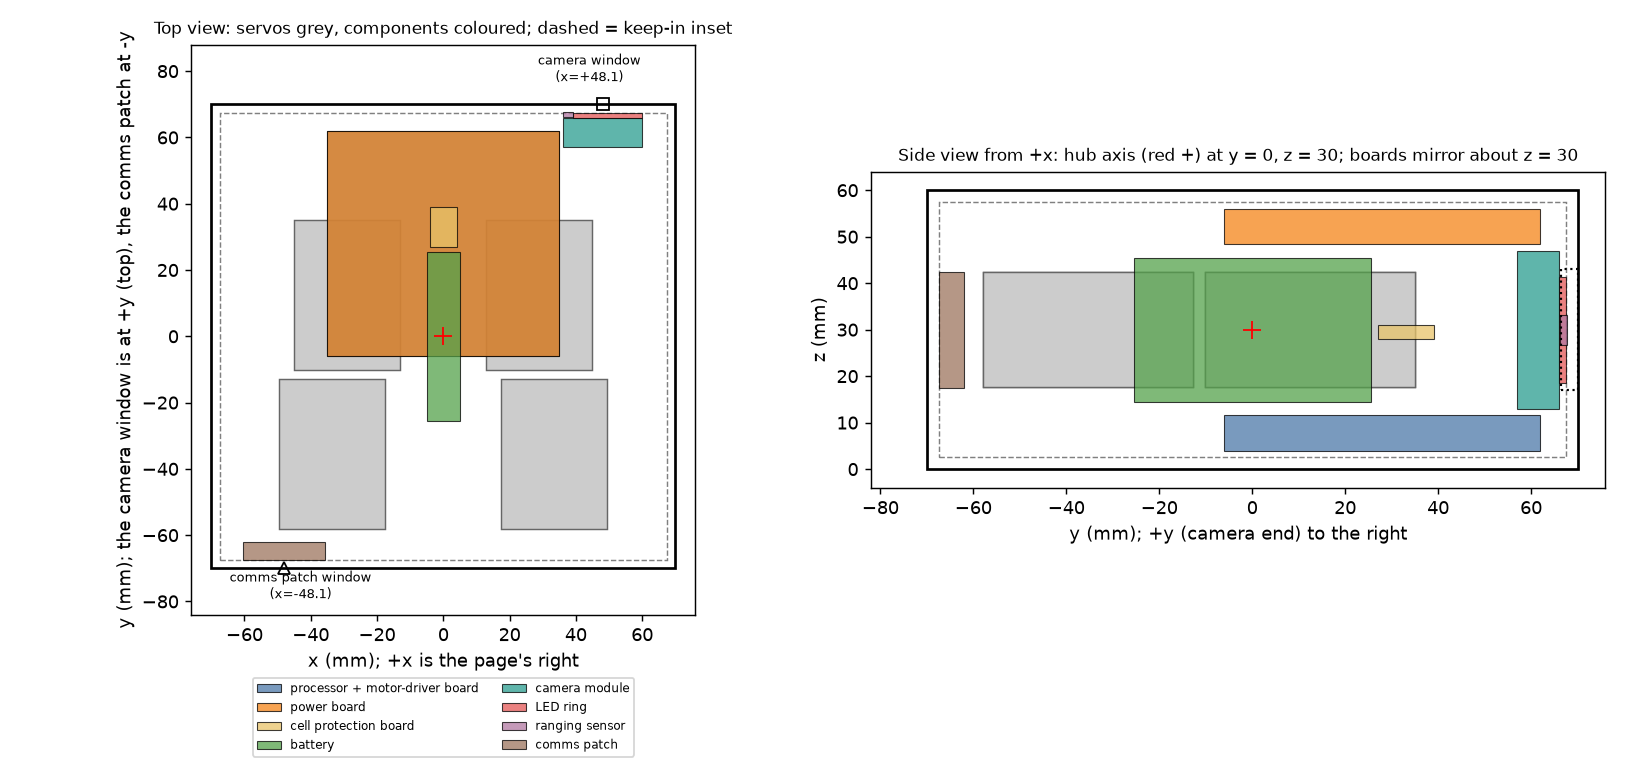 Top view: servos grey, components coloured; dashed = keep-in inset
y (mm); the camera window is at +y (top), the comms patch at -y
80
60
40
20
0
−20
−40
−60
−80
camera window
(x=+48.1)
comms patch window
(x=-48.1)
−60
−40
−20
0
20
40
60
x (mm); +x is the page's right
processor + motor-driver board
power board
cell protection board
battery
camera module
LED ring
ranging sensor
comms patch
Side view from +x: hub axis (red +) at y = 0, z = 30; boards mirror about z = 30
z (mm)
60
50
40
30
20
10
0
−80
−60
−40
−20
0
20
40
60
y (mm); +y (camera end) to the right